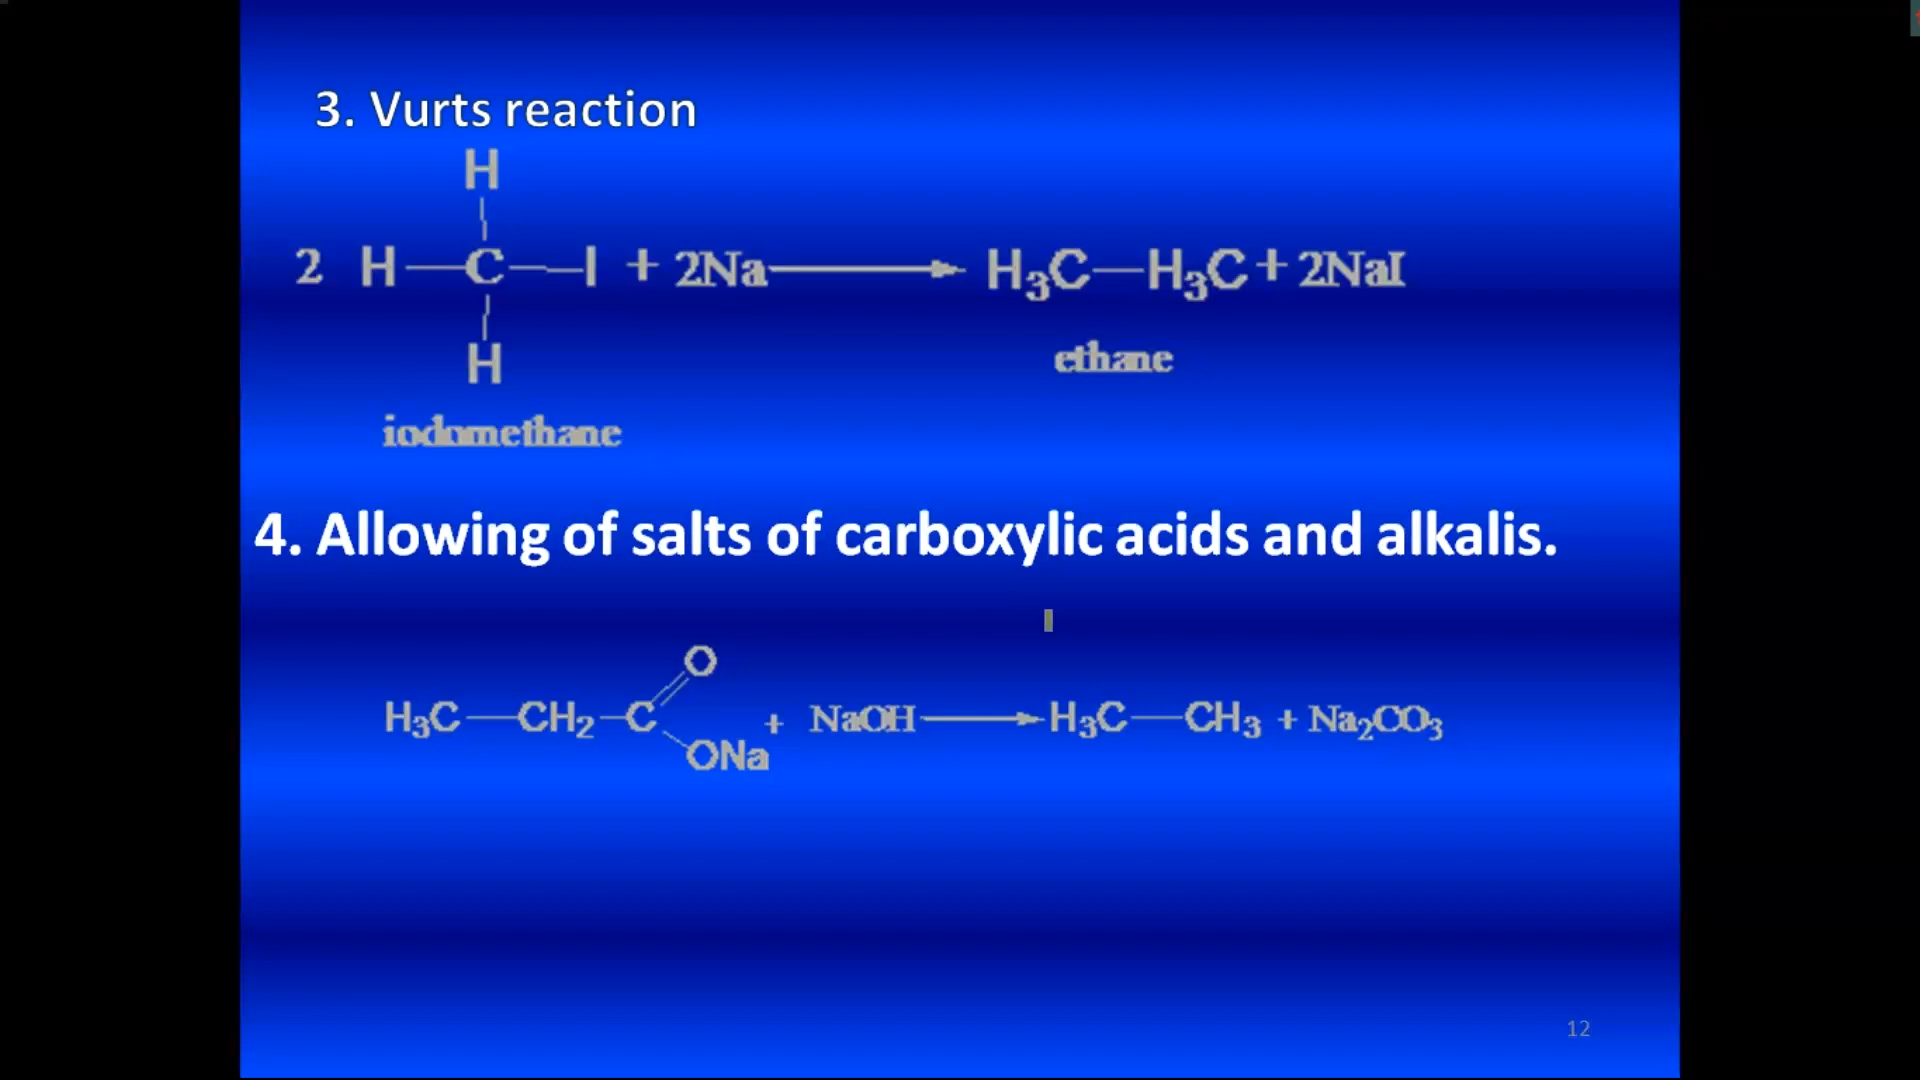 3. Vurts reaction
H
2 H—C—I + 2Na → H₃C—H₃C + 2NaI
H
ethane
iodomethane
4. Allowing of salts of carboxylic acids and alkalis.
O
H₃C—CH₂—C + NaOH → H₃C—CH₃ + Na₂CO₃
ONa
12